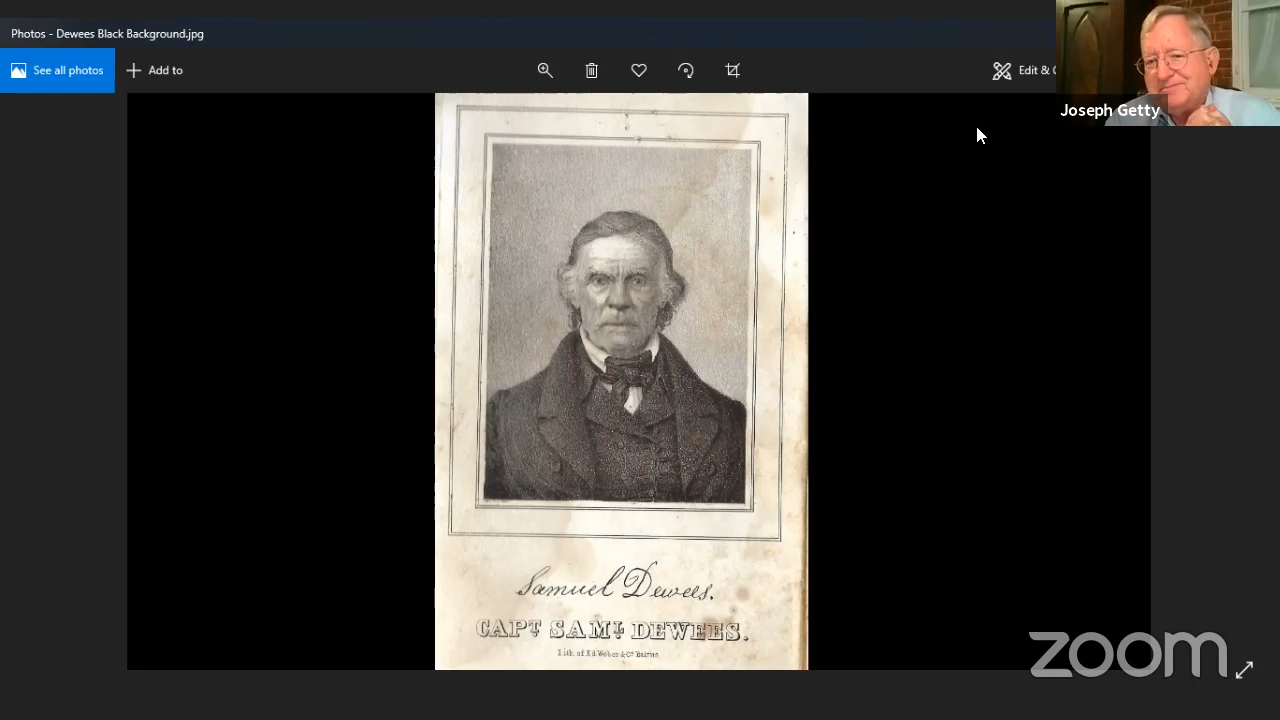 Photos - Dewees Black Background.jpg
See all photos
Add to
Edit & C
Joseph Getty
Samuel Dewees.
CAPT. SAML. DEWEES.
Lith. of Ed. Weber & Co. Balto.
zoom